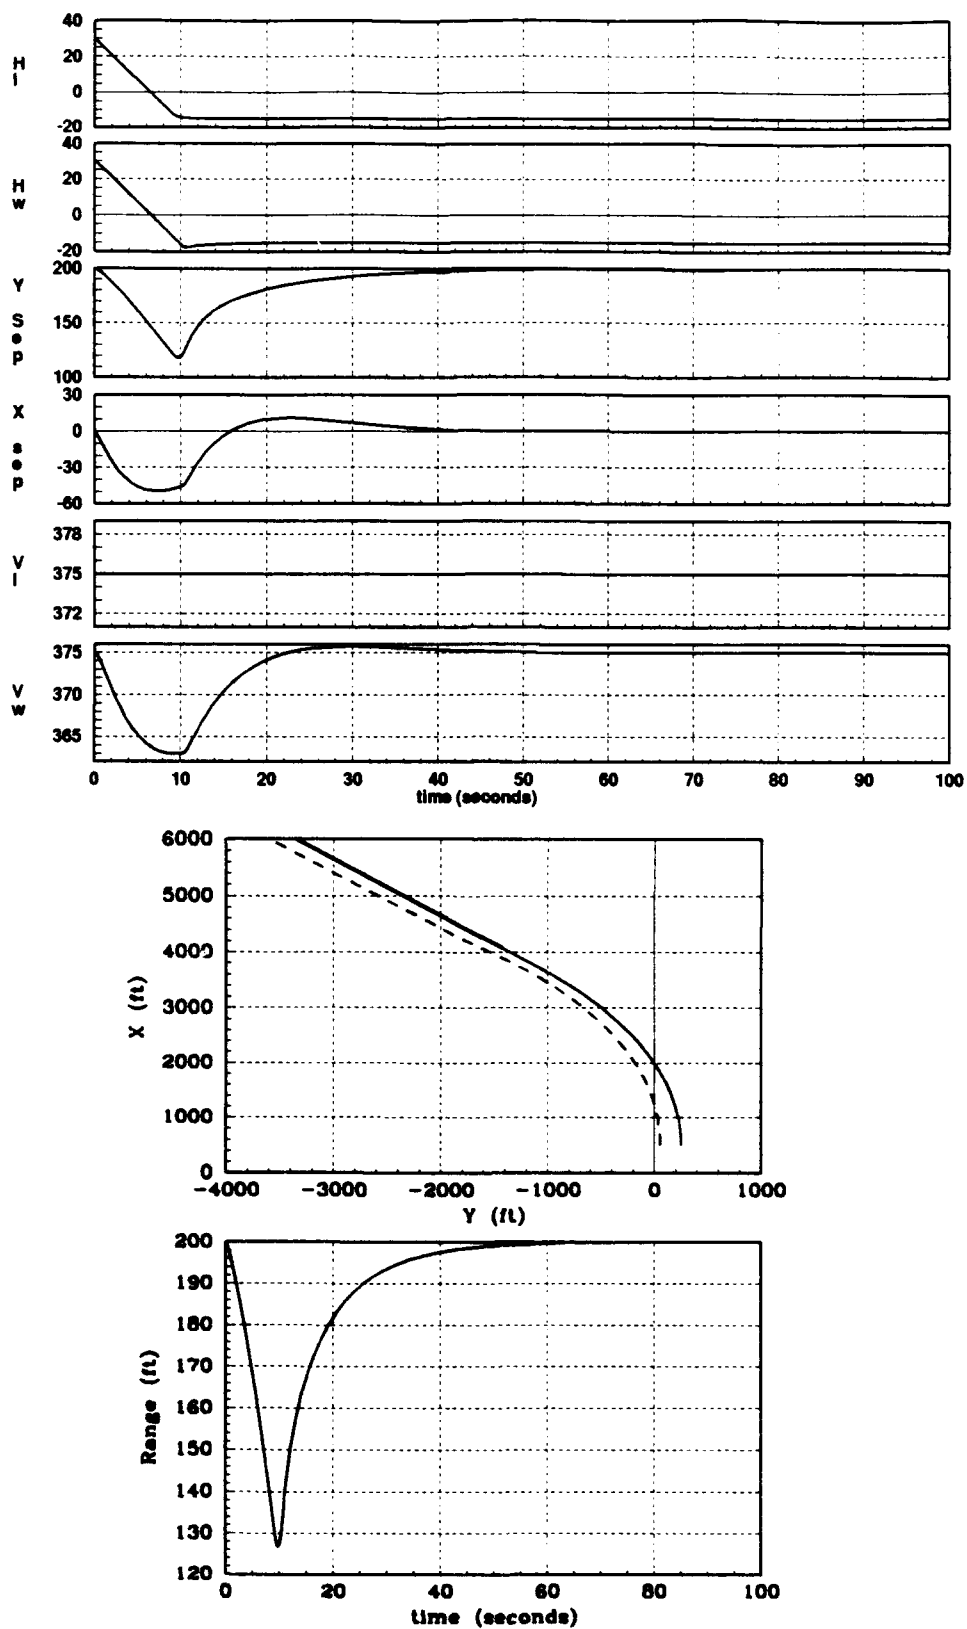 40
20
0
-20
H
l
40
20
0
-20
H
w
200
150
100
Y
S
e
p
30
0
-30
-60
X
s
e
p
378
375
372
V
l
375
370
365
V
w
0 10 20 30 40 50 60 70 80 90 100
time (seconds)
6000
5000
4000
3000
2000
1000
0
X (ft)
-4000 -3000 -2000 -1000 0 1000
Y (ft)
200
190
180
170
160
150
140
130
120
Range (ft)
0 20 40 60 80 100
time (seconds)